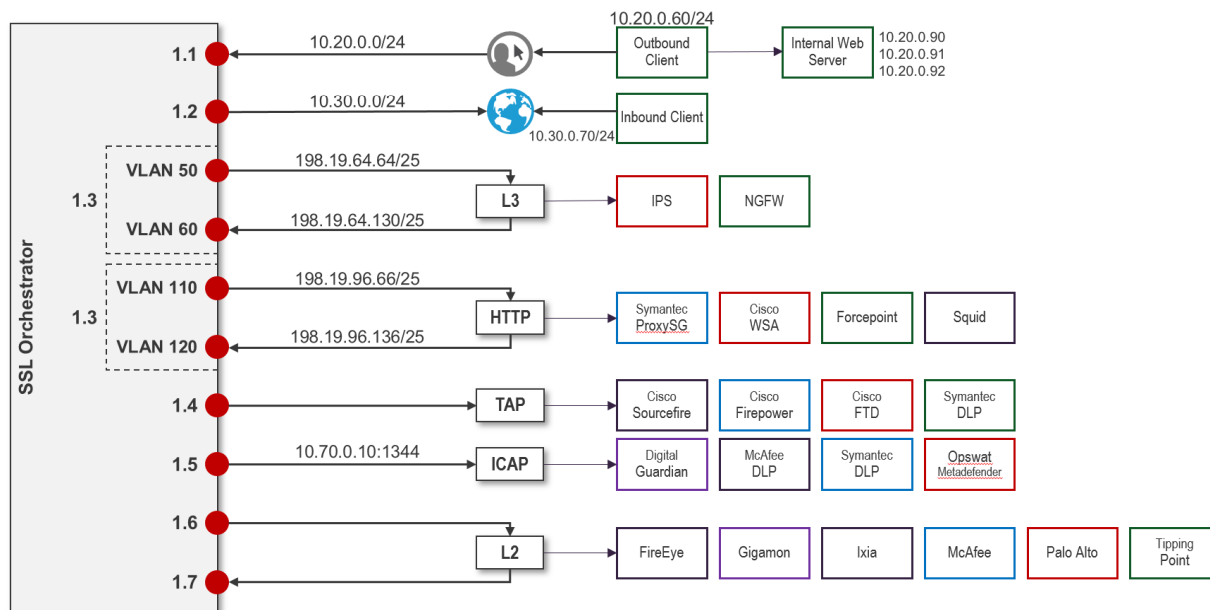 10.20.0.60/24
1.1
10.20.0.0/24
Outbound
Client
Internal Web
Server
10.20.0.90
10.20.0.91
10.20.0.92
1.2
10.30.0.0/24
10.30.0.70/24
Inbound Client
1.3
VLAN 50
198.19.64.64/25
L3
IPS
NGFW
VLAN 60
198.19.64.130/25
SSL Orchestrator
1.3
VLAN 110
198.19.96.66/25
HTTP
Symantec
ProxySG
Cisco
WSA
Forcepoint
Squid
VLAN 120
198.19.96.136/25
1.4
TAP
Cisco
Sourcefire
Cisco
Firepower
Cisco
FTD
Symantec
DLP
1.5
10.70.0.10:1344
ICAP
Digital
Guardian
McAfee
DLP
Symantec
DLP
Opswat
Metadefender
1.6
L2
FireEye
Gigamon
Ixia
McAfee
Palo Alto
Tipping
Point
1.7